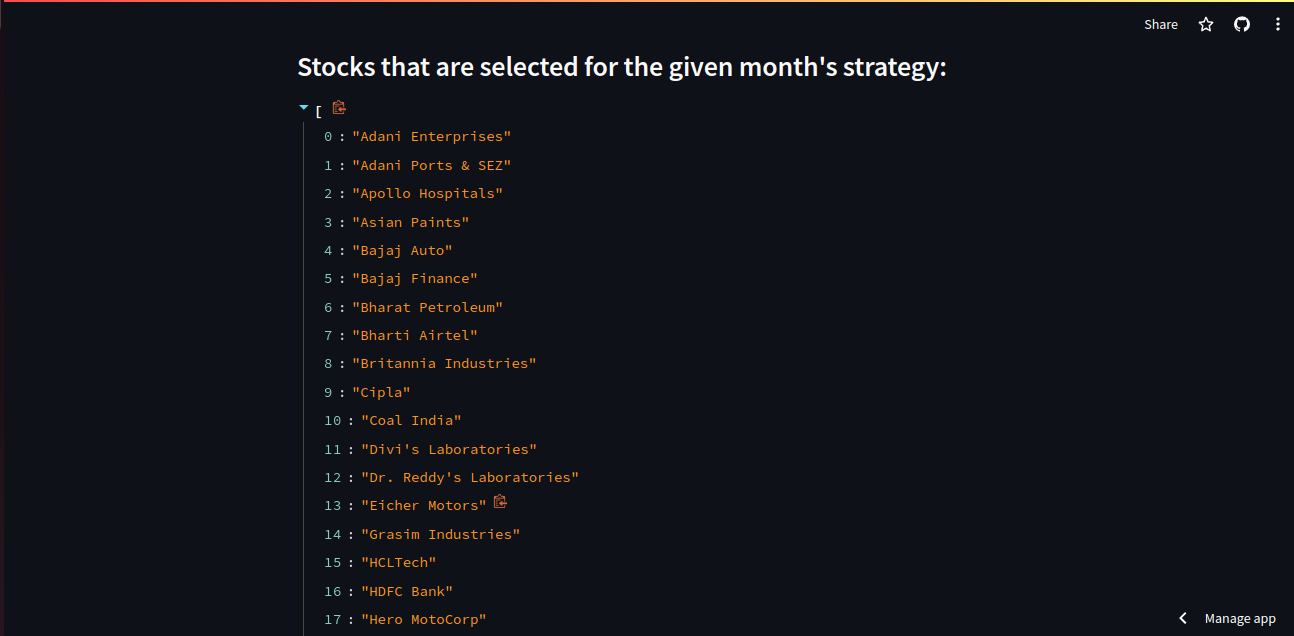 Share
Stocks that are selected for the given month's strategy:
[
0 : "Adani Enterprises"
1 : "Adani Ports & SEZ"
2 : "Apollo Hospitals"
3 : "Asian Paints"
4 : "Bajaj Auto"
5 : "Bajaj Finance"
6 : "Bharat Petroleum"
7 : "Bharti Airtel"
8 : "Britannia Industries"
9 : "Cipla"
10 : "Coal India"
11 : "Divi's Laboratories"
12 : "Dr. Reddy's Laboratories"
13 : "Eicher Motors"
14 : "Grasim Industries"
15 : "HCLTech"
16 : "HDFC Bank"
17 : "Hero MotoCorp"
Manage app